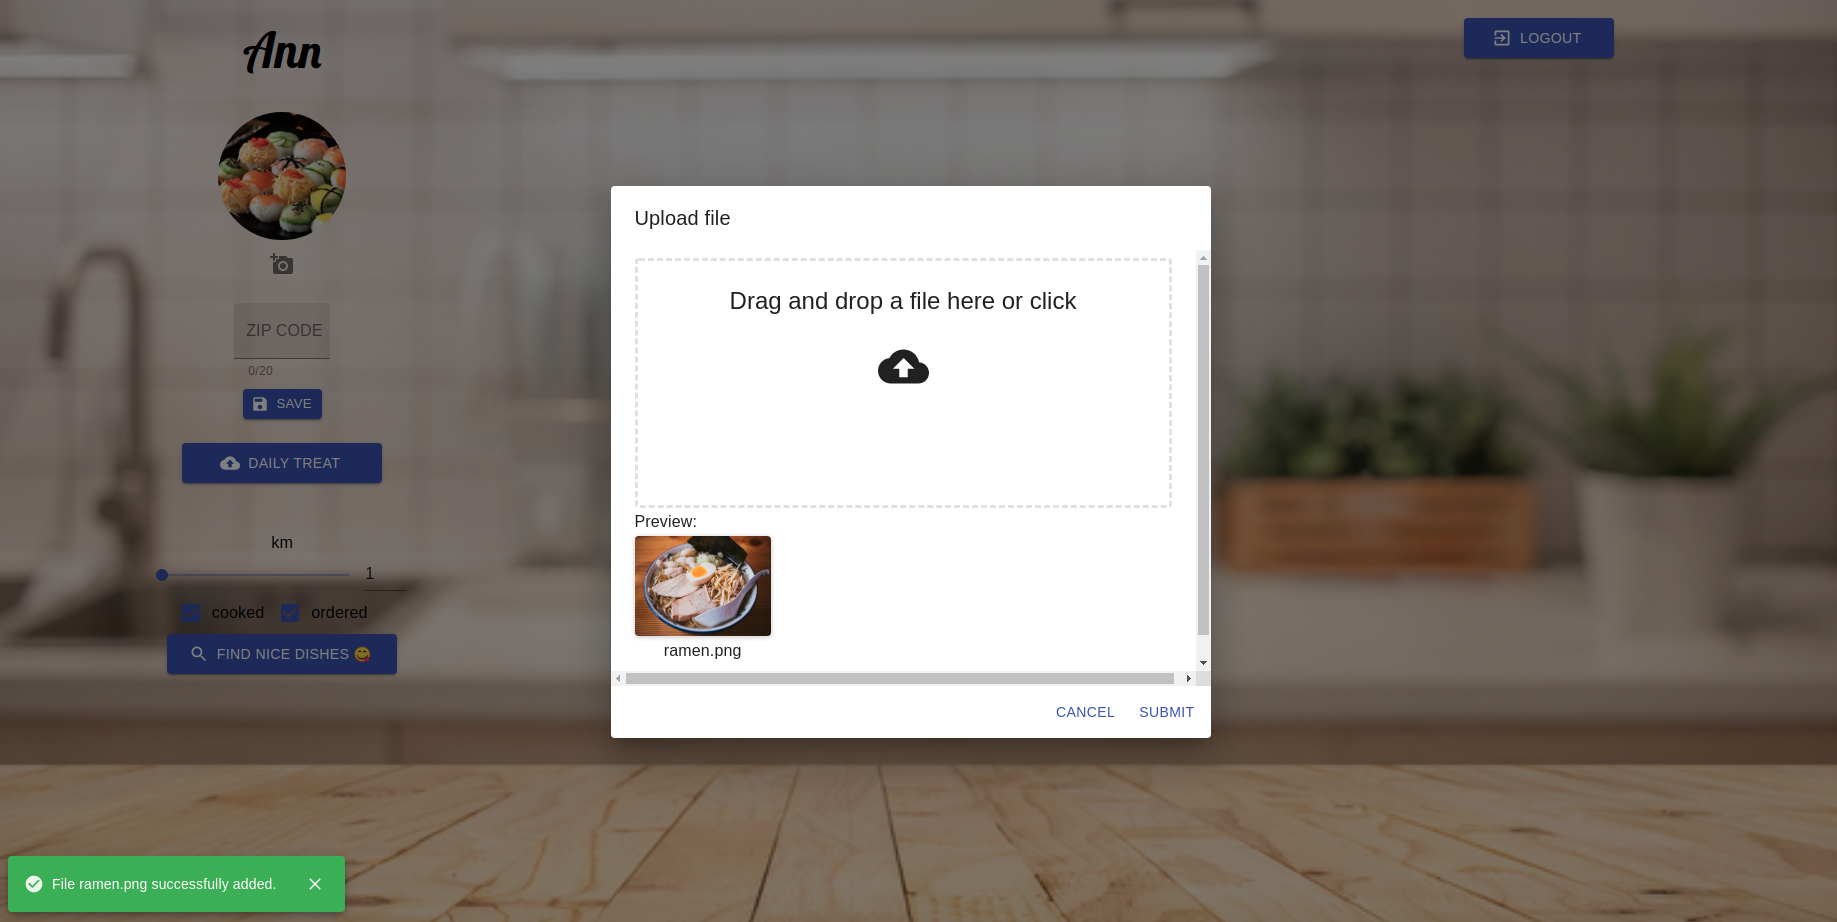 Ann
LOGOUT
ZIP CODE
0/20
SAVE
DAILY TREAT
km
1
cooked
ordered
FIND NICE DISHES 😋
Upload file
Drag and drop a file here or click
Preview:
ramen.png
CANCEL
SUBMIT
File ramen.png successfully added.